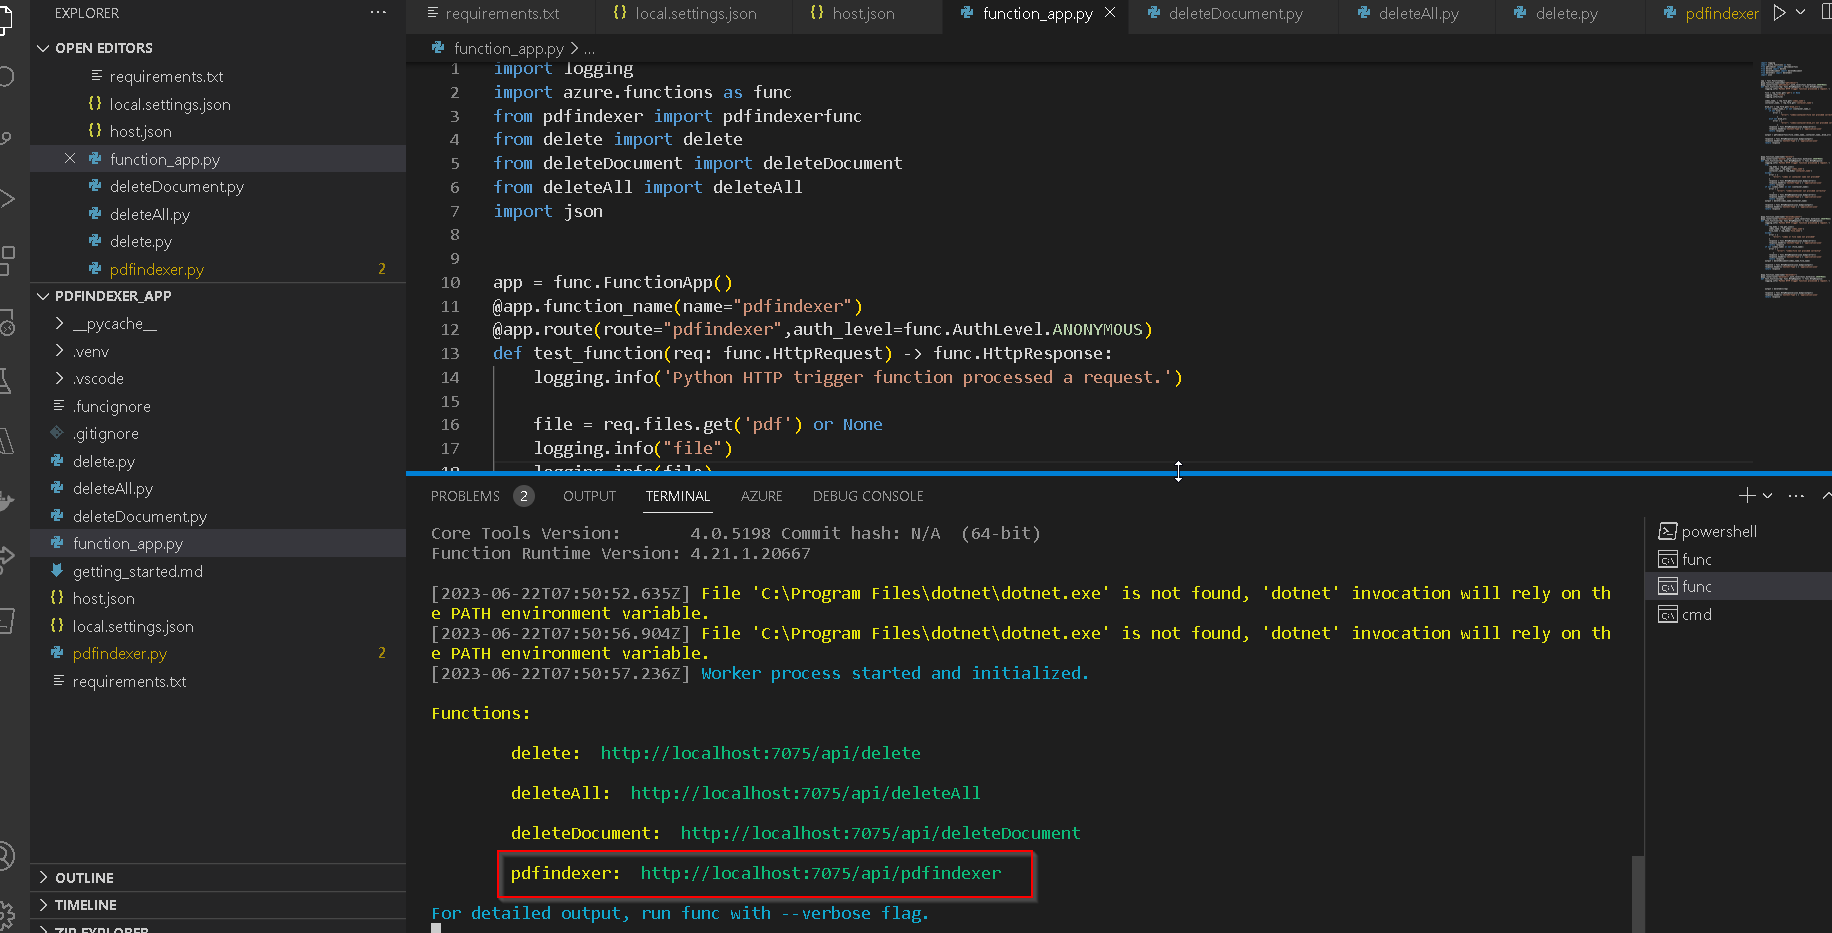 EXPLORER
OPEN EDITORS
requirements.txt
local.settings.json
host.json
function_app.py
deleteDocument.py
deleteAll.py
delete.py
pdfindexer.py 2
PDFINDEXER_APP
__pycache__
.venv
.vscode
.funcignore
.gitignore
delete.py
deleteAll.py
deleteDocument.py
function_app.py
getting_started.md
host.json
local.settings.json
pdfindexer.py 2
requirements.txt
OUTLINE
TIMELINE
ZIP EXPLORER
requirements.txt local.settings.json host.json function_app.py deleteDocument.py deleteAll.py delete.py pdfindexer
function_app.py > ...
1 import logging
2 import azure.functions as func
3 from pdfindexer import pdfindexerfunc
4 from delete import delete
5 from deleteDocument import deleteDocument
6 from deleteAll import deleteAll
7 import json
8
9
10 app = func.FunctionApp()
11 @app.function_name(name="pdfindexer")
12 @app.route(route="pdfindexer",auth_level=func.AuthLevel.ANONYMOUS)
13 def test_function(req: func.HttpRequest) -> func.HttpResponse:
14 logging.info('Python HTTP trigger function processed a request.')
15
16 file = req.files.get('pdf') or None
17 logging.info("file")
18 logging.info(file)
PROBLEMS 2 OUTPUT TERMINAL AZURE DEBUG CONSOLE
Core Tools Version: 4.0.5198 Commit hash: N/A (64-bit)
Function Runtime Version: 4.21.1.20667
[2023-06-22T07:50:52.635Z] File 'C:\Program Files\dotnet\dotnet.exe' is not found, 'dotnet' invocation will rely on th
e PATH environment variable.
[2023-06-22T07:50:56.904Z] File 'C:\Program Files\dotnet\dotnet.exe' is not found, 'dotnet' invocation will rely on th
e PATH environment variable.
[2023-06-22T07:50:57.236Z] Worker process started and initialized.
Functions:
delete: http://localhost:7075/api/delete
deleteAll: http://localhost:7075/api/deleteAll
deleteDocument: http://localhost:7075/api/deleteDocument
pdfindexer: http://localhost:7075/api/pdfindexer
For detailed output, run func with --verbose flag.
powershell
func
func
cmd